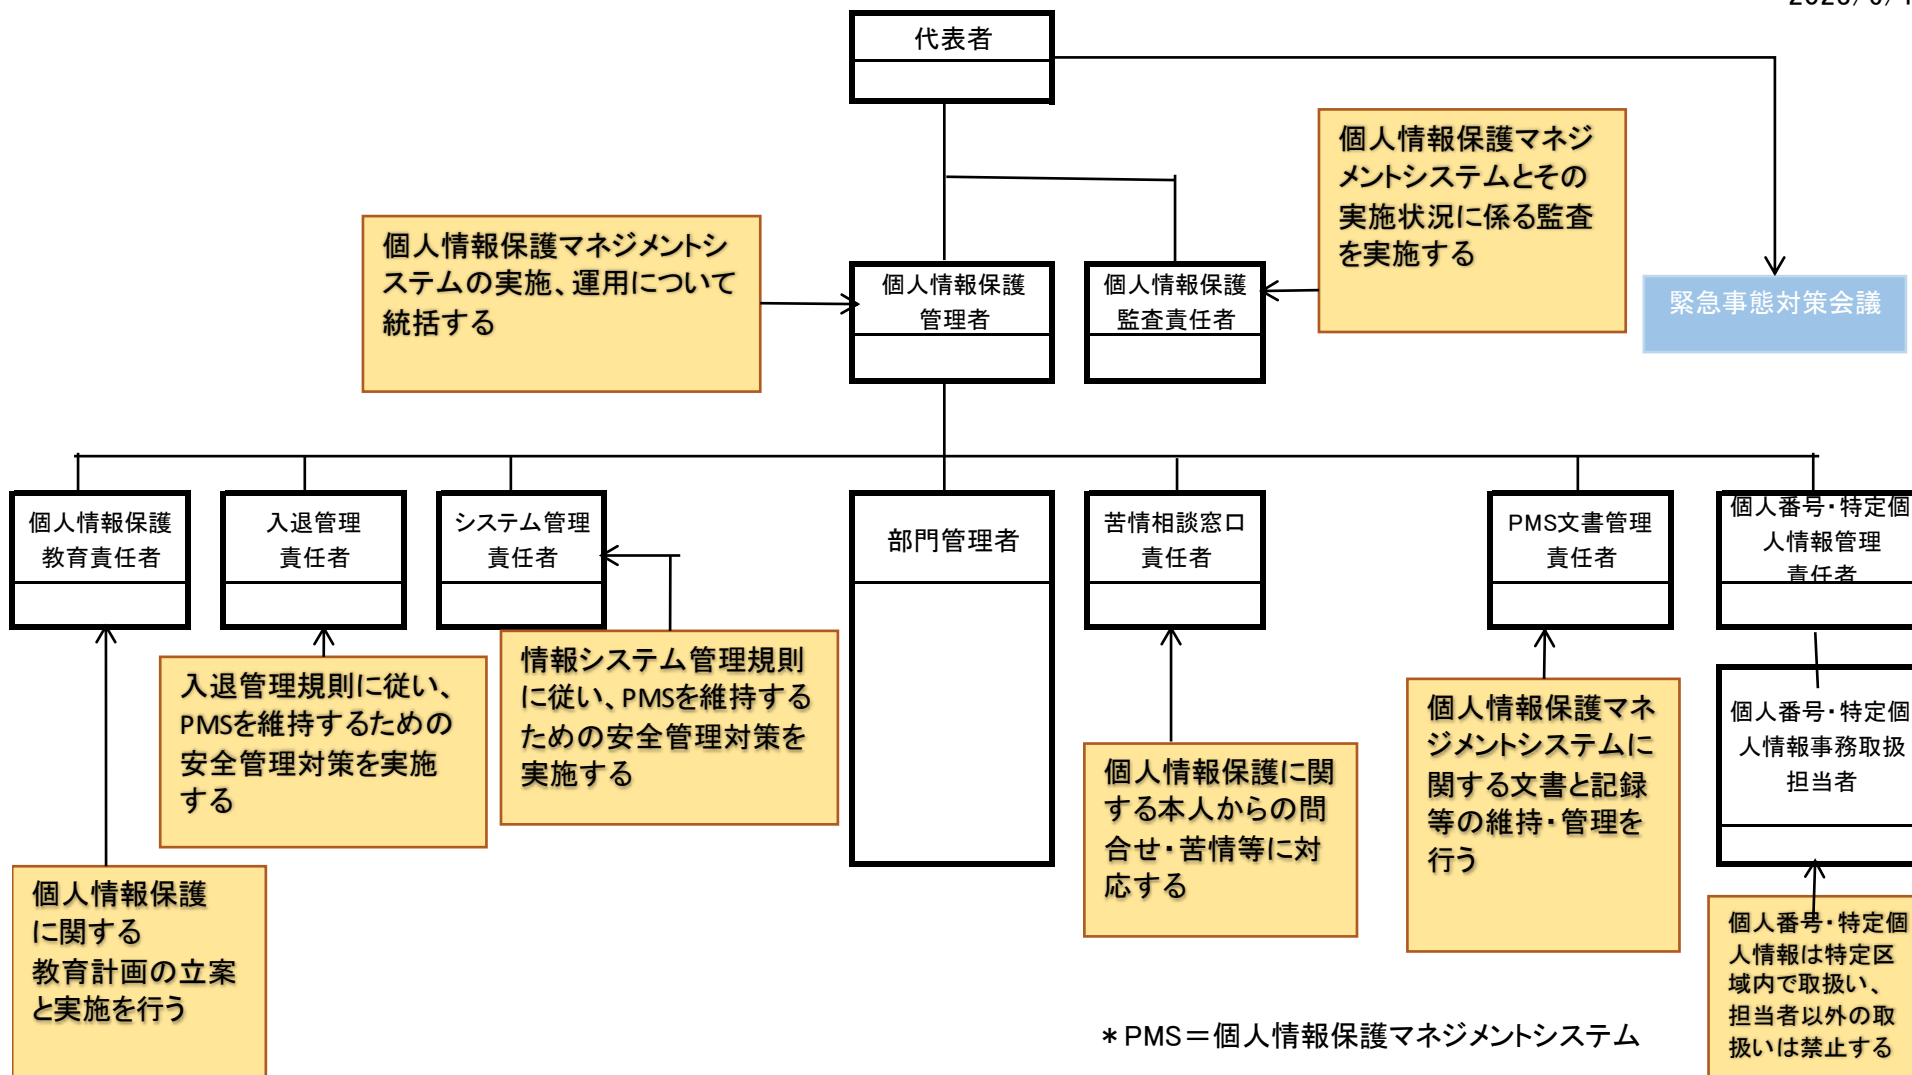 代表者
個人情報保護マネジ
メントシステムとその
実施状況に係る監査
を実施する
個人情報保護マネジメントシ
ステムの実施、運用について
統括する
個人情報保護
管理者
個人情報保護
監査責任者
緊急事態対策会議
個人情報保護
教育責任者
入退管理
責任者
システム管理
責任者
部門管理者
苦情相談窓口
責任者
PMS文書管理
責任者
個人番号・特定個
人情報管理
責任者
入退管理規則に従い、
PMSを維持するための
安全管理対策を実施
する
情報システム管理規則
に従い、PMSを維持する
ための安全管理対策を
実施する
個人情報保護に関
する本人からの問
合せ・苦情等に対
応する
個人情報保護マネ
ジメントシステムに
関する文書と記録
等の維持・管理を
行う
個人番号・特定個
人情報事務取扱
担当者
個人情報保護
に関する
教育計画の立案
と実施を行う
個人番号・特定個
人情報は特定区
域内で取扱い、
担当者以外の取
扱いは禁止する
＊PMS＝個人情報保護マネジメントシステム